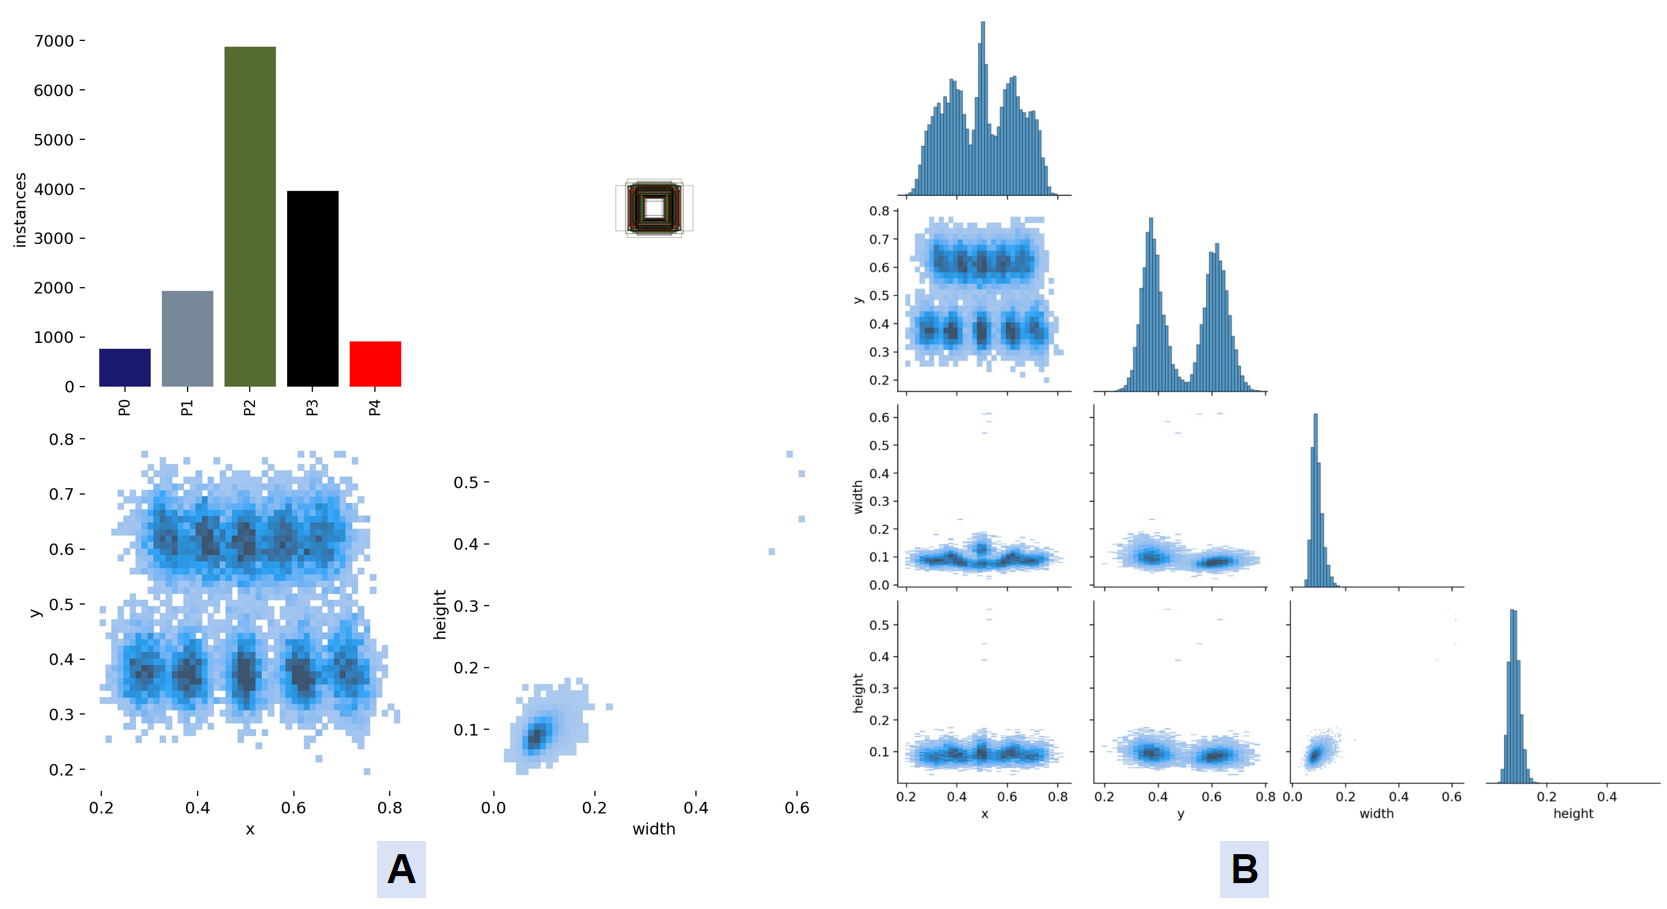 7000
6000
5000
4000
3000
2000
1000
0
instances
P0 P1 P2 P3 P4
0.8
0.7
0.6
0.5
0.4
0.3
0.2
y
0.2 0.4 0.6 0.8
x
0.5
0.4
0.3
0.2
0.1
height
0.0 0.2 0.4 0.6
width
A
0.8
0.7
0.6
0.5
0.4
0.3
0.2
y
0.6
0.5
0.4
0.3
0.2
0.1
0.0
width
0.5
0.4
0.3
0.2
0.1
height
0.2 0.4 0.6 0.8
x
0.2 0.4 0.6 0.8
y
0.0 0.2 0.4 0.6
width
0.2 0.4
height
B